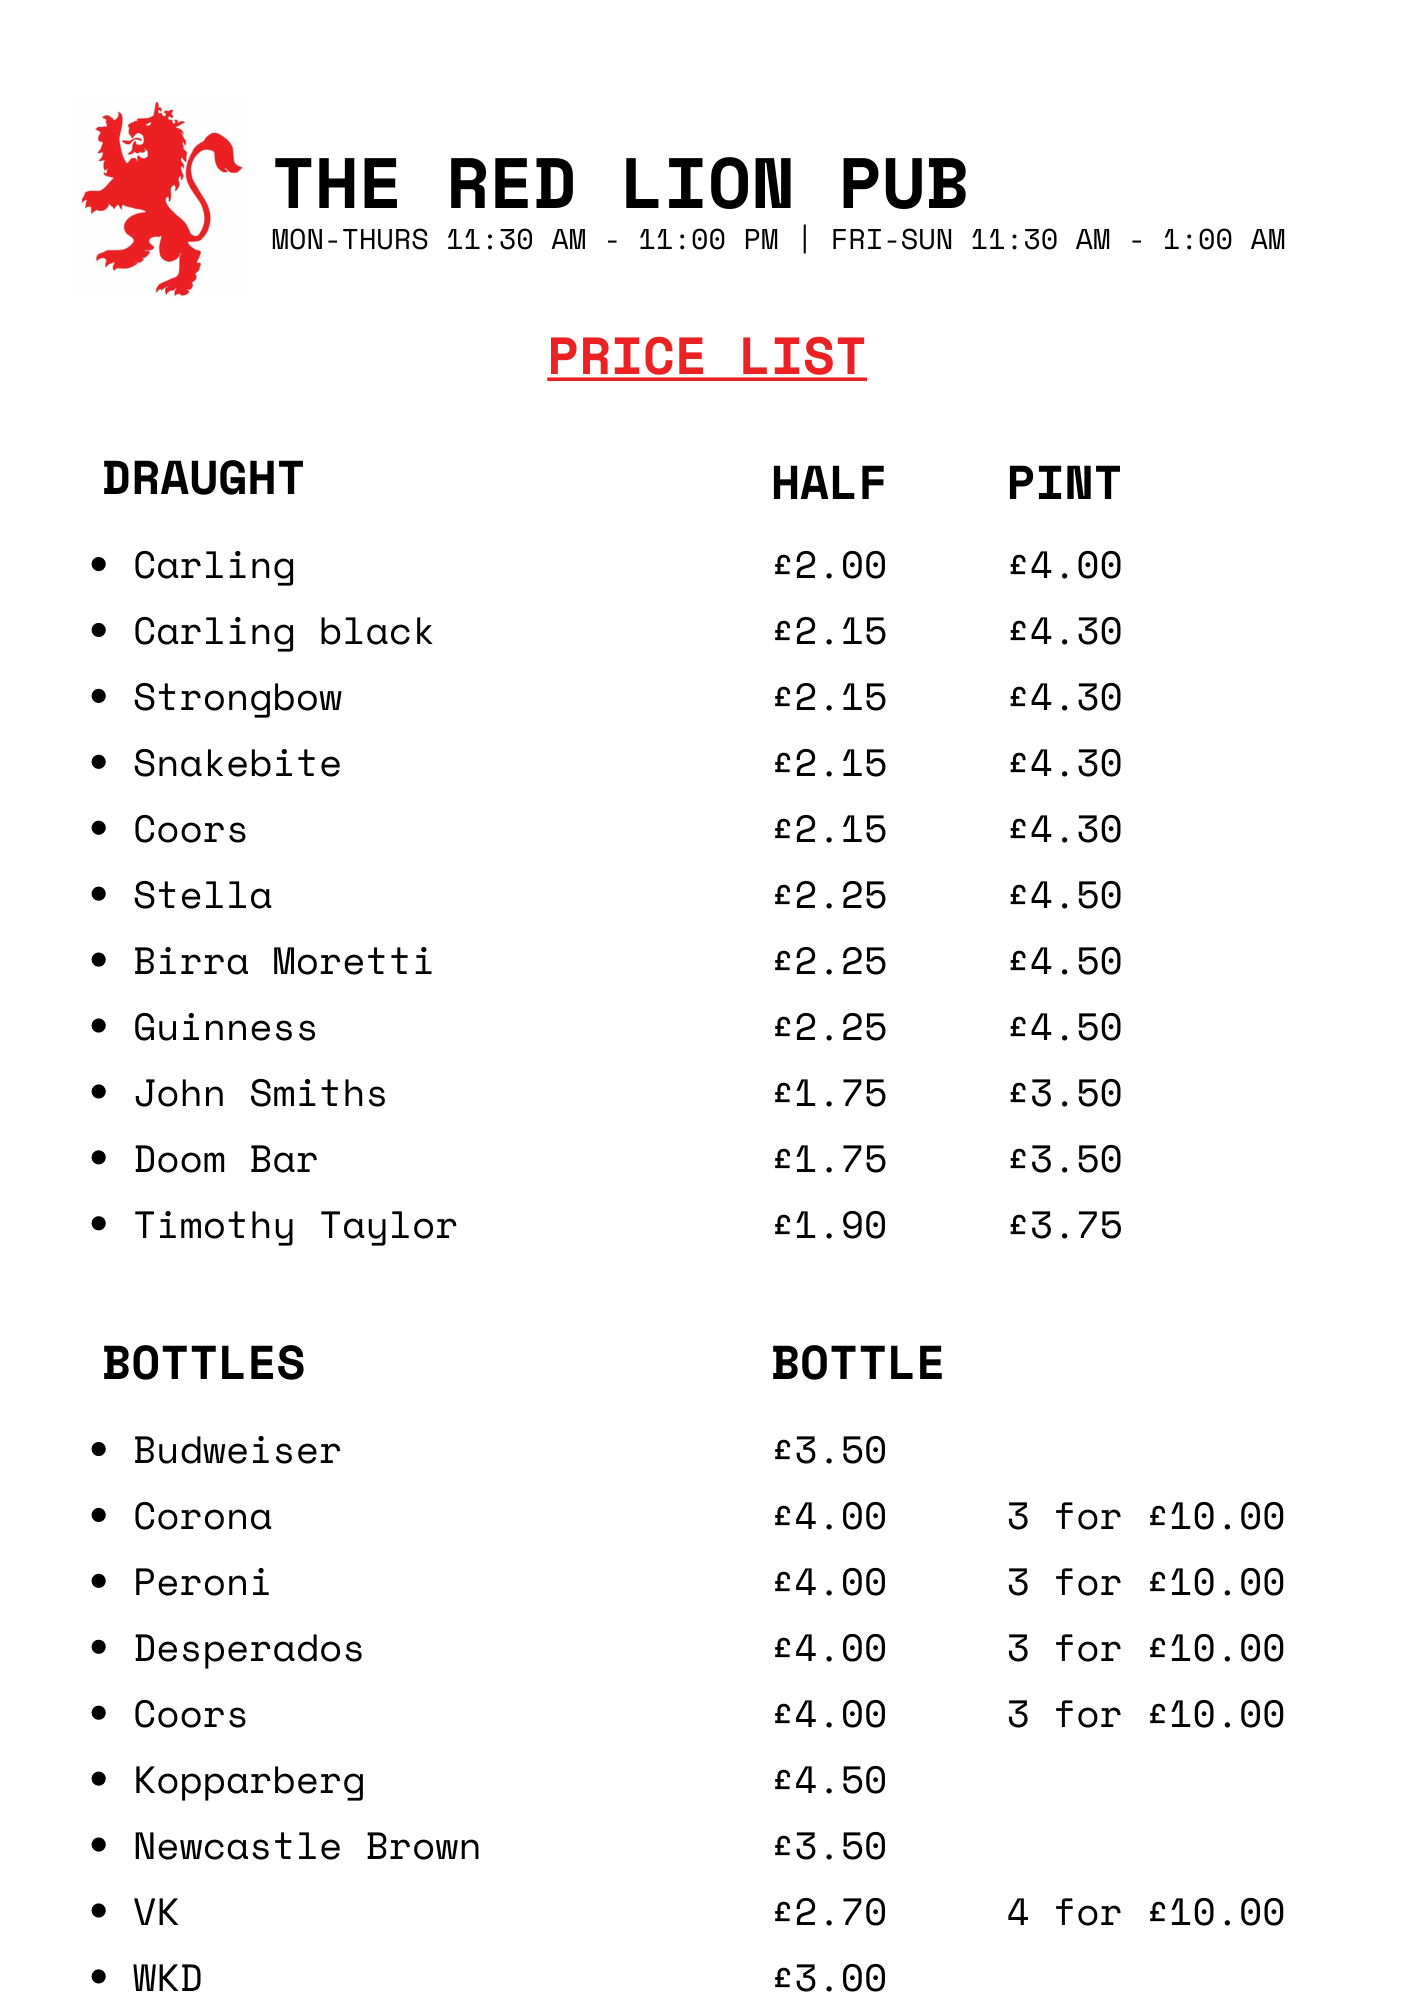 THE RED LION PUB
MON-THURS 11:30 AM - 11:00 PM | FRI-SUN 11:30 AM - 1:00 AM
PRICE LIST
DRAUGHT HALF PINT
• Carling £2.00 £4.00
• Carling black £2.15 £4.30
• Strongbow £2.15 £4.30
• Snakebite £2.15 £4.30
• Coors £2.15 £4.30
• Stella £2.25 £4.50
• Birra Moretti £2.25 £4.50
• Guinness £2.25 £4.50
• John Smiths £1.75 £3.50
• Doom Bar £1.75 £3.50
• Timothy Taylor £1.90 £3.75
BOTTLES BOTTLE
• Budweiser £3.50
• Corona £4.00 3 for £10.00
• Peroni £4.00 3 for £10.00
• Desperados £4.00 3 for £10.00
• Coors £4.00 3 for £10.00
• Kopparberg £4.50
• Newcastle Brown £3.50
• VK £2.70 4 for £10.00
• WKD £3.00